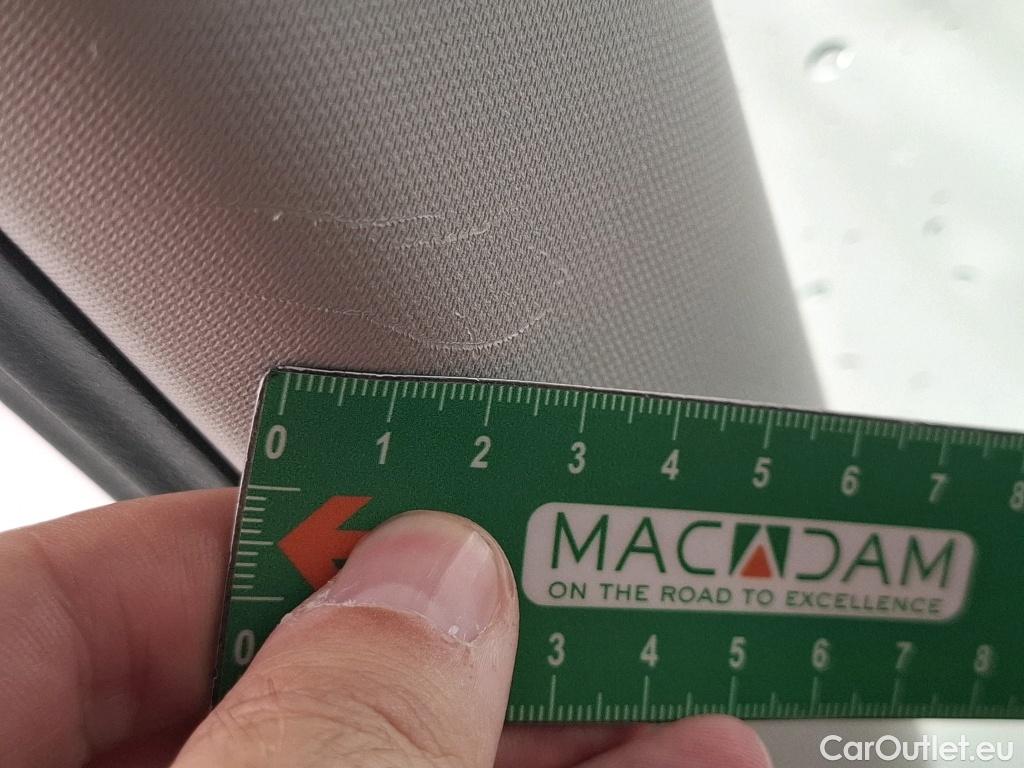 0 1 2 3 4 5 6 7 8
MACADAM
ON THE ROAD TO EXCELLENCE
0 3 4 5 6 7 8
CarOutlet.eu